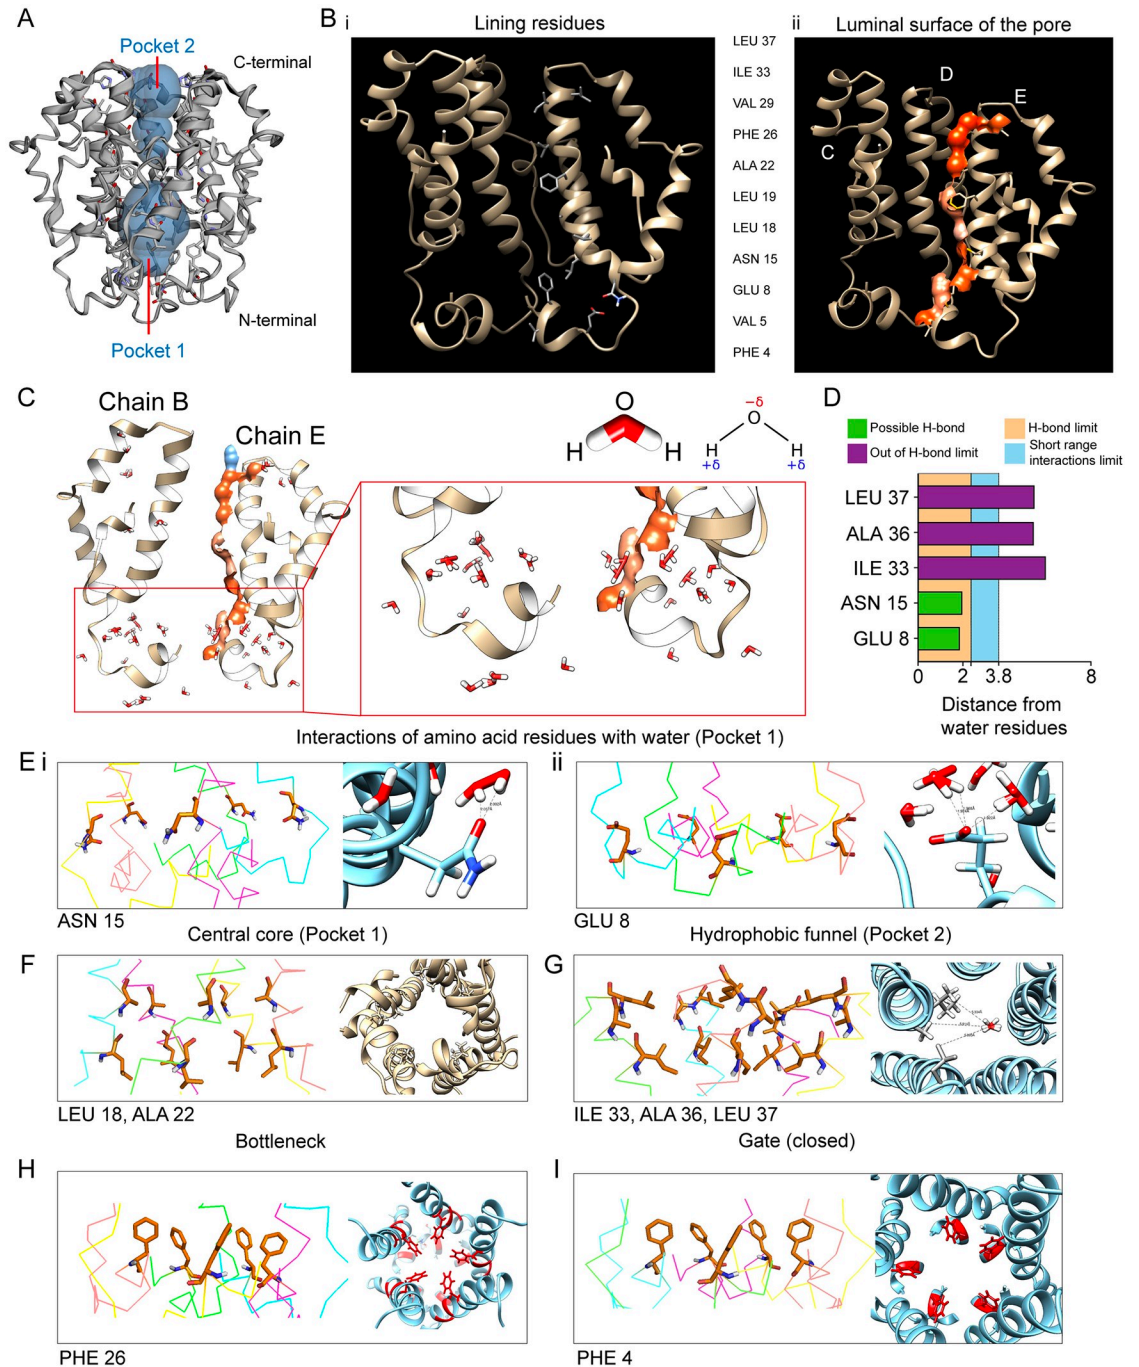 A
Pocket 2
C-terminal
N-terminal
Pocket 1
B
i
Lining residues
LEU 37
ILE 33
VAL 29
PHE 26
ALA 22
LEU 19
LEU 18
ASN 15
GLU 8
VAL 5
PHE 4
ii
Luminal surface of the pore
D
E
C
C
Chain B
Chain E
O
H H
−δ
O
H H
+δ +δ
D
Possible H-bond
Out of H-bond limit
H-bond limit
Short range
interactions limit
LEU 37
ALA 36
ILE 33
ASN 15
GLU 8
0 2 3.8 8
Distance from
water residues
Interactions of amino acid residues with water (Pocket 1)
E i
ASN 15
ii
GLU 8
Central core (Pocket 1)
F
LEU 18, ALA 22
Hydrophobic funnel (Pocket 2)
G
ILE 33, ALA 36, LEU 37
Bottleneck
H
PHE 26
Gate (closed)
I
PHE 4